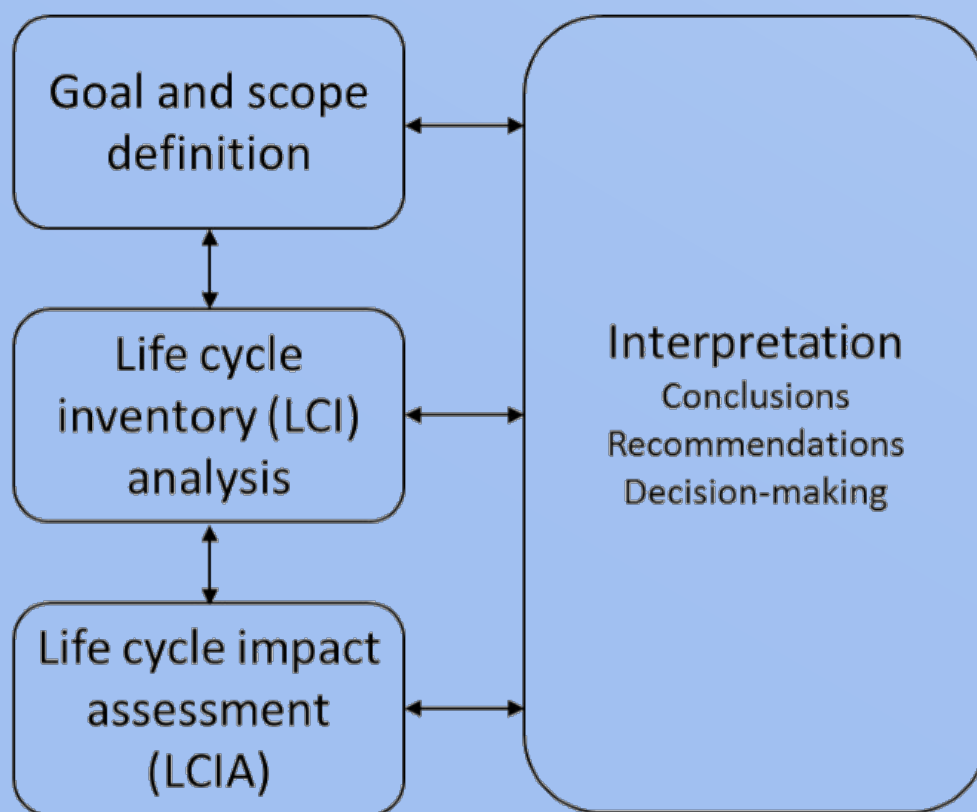 Goal and scope
definition
Life cycle
inventory (LCI)
analysis
Life cycle impact
assessment
(LCIA)
Interpretation
Conclusions
Recommendations
Decision-making